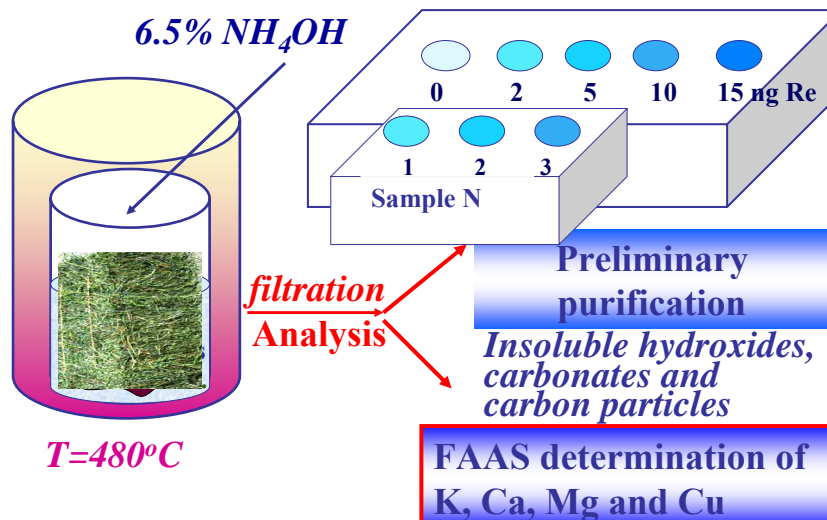 6.5% NH₄OH
0 2 5 10 15 ng Re
1 2 3
Sample N
filtration
Analysis
Preliminary
purification
Insoluble hydroxides,
carbonates and
carbon particles
T=480°C
FAAS determination of
K, Ca, Mg and Cu